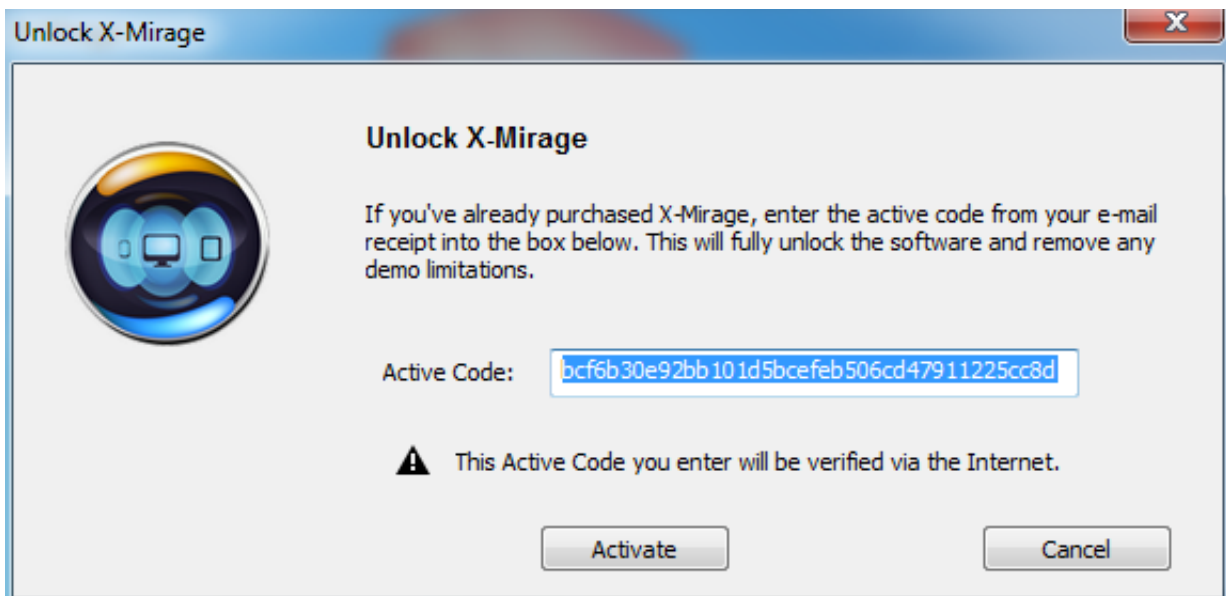 Unlock X-Mirage
X
Unlock X-Mirage
If you've already purchased X-Mirage, enter the active code from your e-mail
receipt into the box below. This will fully unlock the software and remove any
demo limitations.
Active Code: bcf6b30e92bb101d5bcefeb506cd47911225cc8d
This Active Code you enter will be verified via the Internet.
Activate Cancel